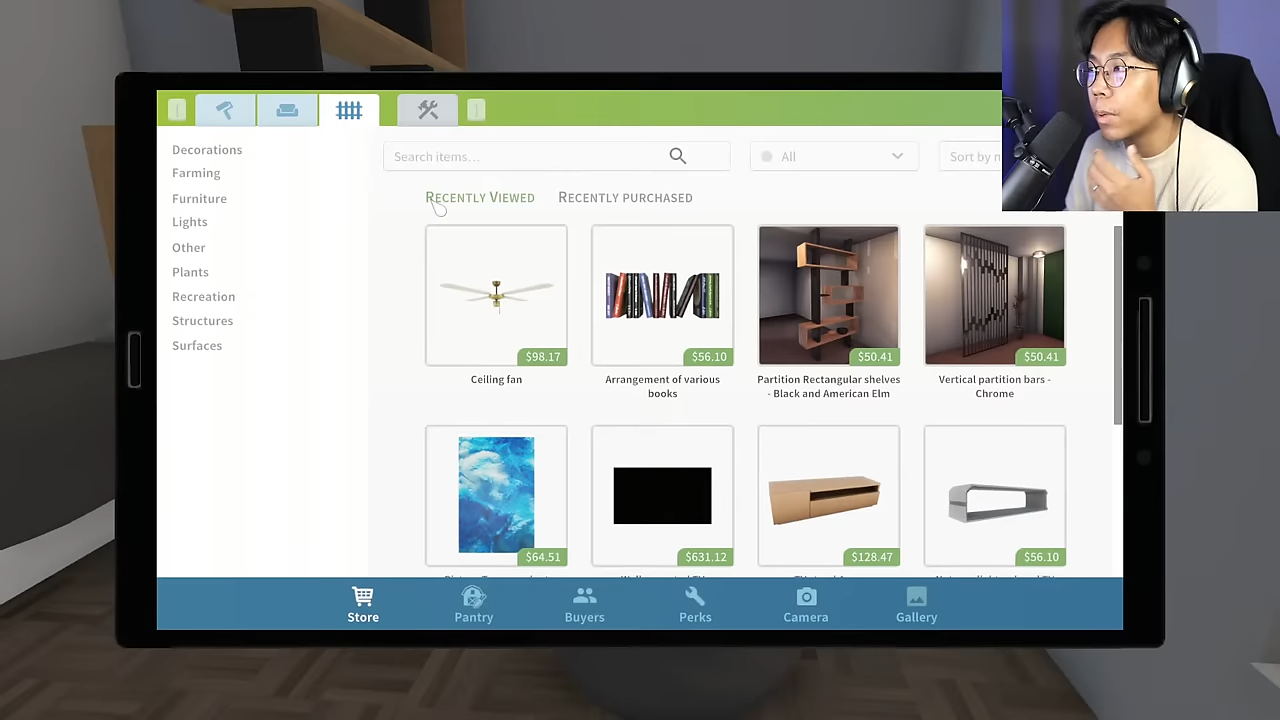 Decorations
Farming
Furniture
Lights
Other
Plants
Recreation
Structures
Surfaces
Search items...
All
Sort by
RECENTLY VIEWED
RECENTLY PURCHASED
$98.17
$56.10
$50.41
$50.41
Ceiling fan
Arrangement of various
books
Partition Rectangular shelves
- Black and American Elm
Vertical partition bars -
Chrome
$64.51
$631.12
$128.47
$56.10
Store
Pantry
Buyers
Perks
Camera
Gallery